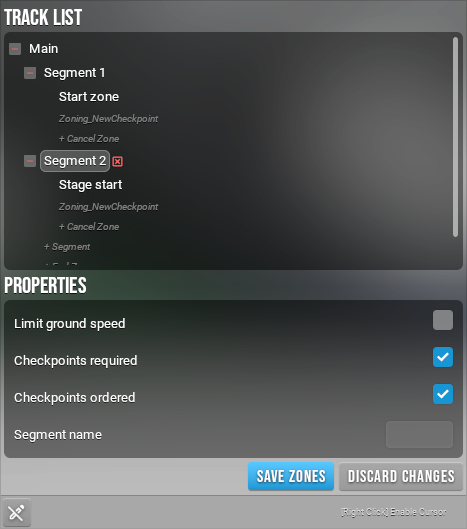 TRACK LIST
Main
Segment 1
Start zone
Zoning_NewCheckpoint
+ Cancel Zone
Segment 2
Stage start
Zoning_NewCheckpoint
+ Cancel Zone
+ Segment
PROPERTIES
Limit ground speed
Checkpoints required
Checkpoints ordered
Segment name
SAVE ZONES DISCARD CHANGES
[Right Click] Enable Cursor